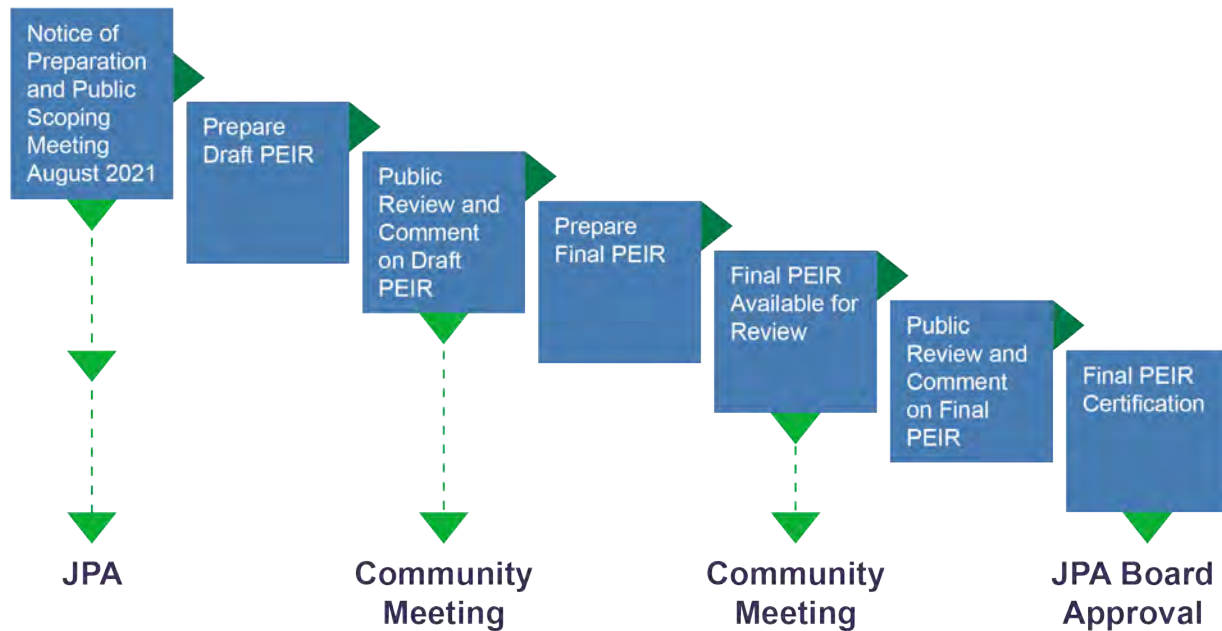 Notice of
Preparation
and Public
Scoping
Meeting
August 2021
Prepare
Draft PEIR
Public
Review and
Comment
on Draft
PEIR
Prepare
Final PEIR
Final PEIR
Available for
Review
Public
Review and
Comment
on Final
PEIR
Final PEIR
Certification
JPA
Community
Meeting
Community
Meeting
JPA Board
Approval